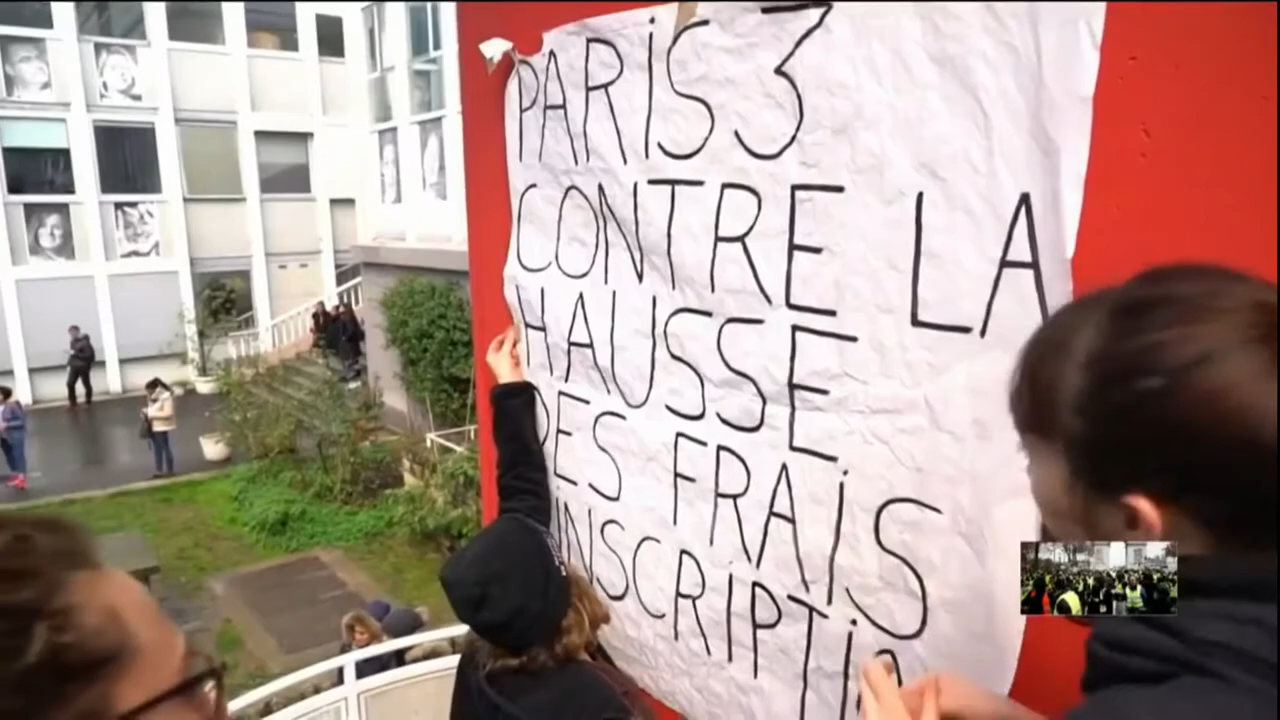 PARIS 3
CONTRE LA
HAUSSE
DES FRAIS
INSCRIPTIO